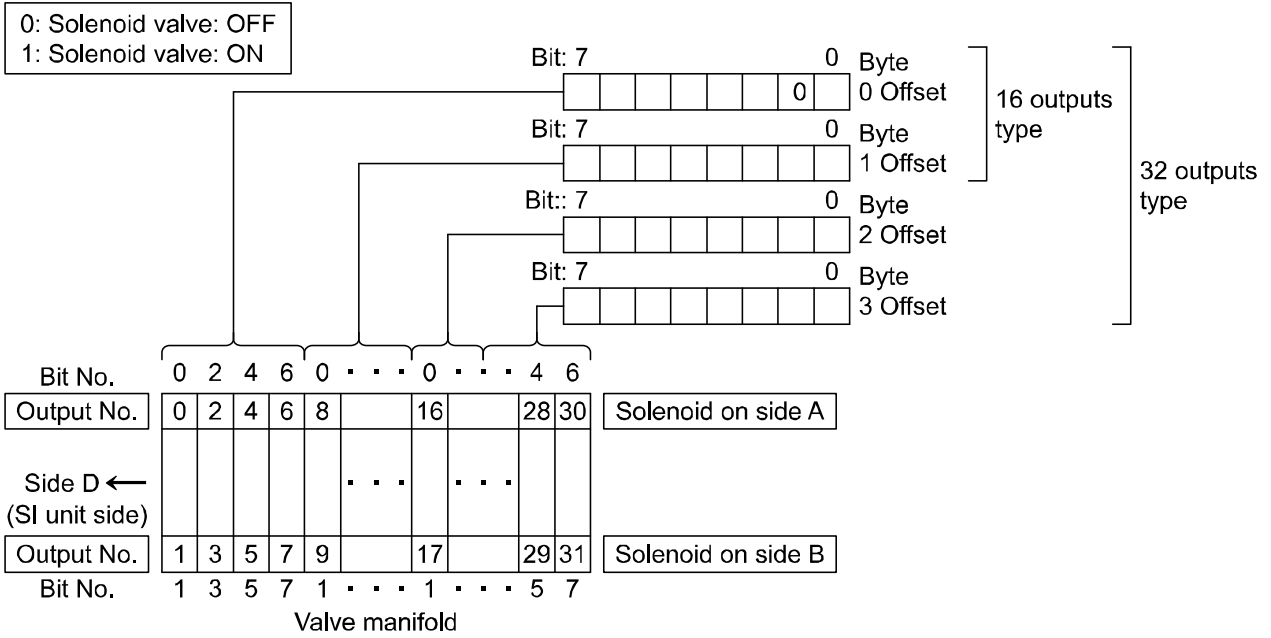 0: Solenoid valve: OFF
1: Solenoid valve: ON
Bit: 7 0 Byte
0 0 Offset
Bit: 7 0 Byte
1 Offset
16 outputs
type
Bit:: 7 0 Byte
2 Offset
Bit: 7 0 Byte
3 Offset
32 outputs
type
Bit No. 0 2 4 6 0 · · · 0 · · · 4 6
Output No. 0 2 4 6 8 16 28 30 Solenoid on side A
Side D ←
(SI unit side)
· · · · · ·
Output No. 1 3 5 7 9 17 29 31 Solenoid on side B
Bit No. 1 3 5 7 1 · · · 1 · · · 5 7
Valve manifold